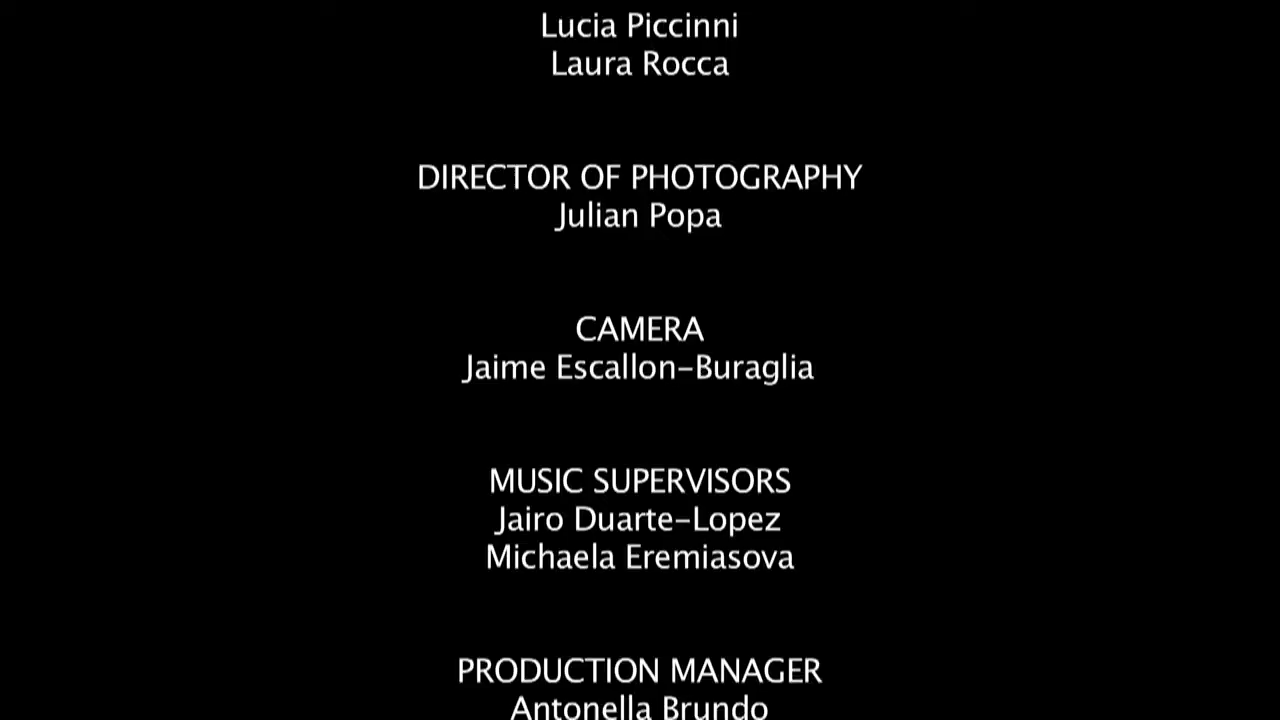 Lucia Piccinni
Laura Rocca
DIRECTOR OF PHOTOGRAPHY
Julian Popa
CAMERA
Jaime Escallon-Buraglia
MUSIC SUPERVISORS
Jairo Duarte-Lopez
Michaela Eremiasova
PRODUCTION MANAGER
Antonella Brundo